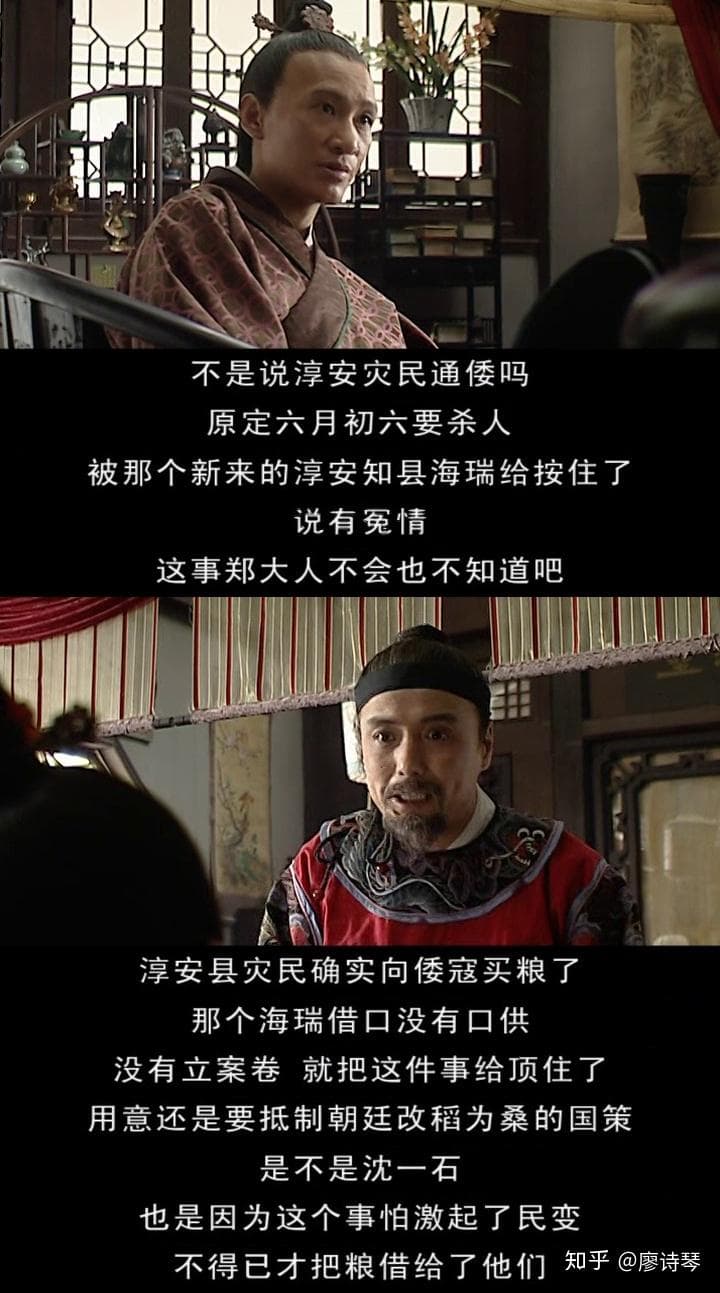 不是说淳安灾民通倭吗
原定六月初六要杀人
被那个新来的淳安知县海瑞给按住了
说有冤情
这事郑大人不会也不知道吧
淳安县灾民确实向倭寇买粮了
那个海瑞借口没有口供
没有立案卷 就把这件事给顶住了
用意还是要抵制朝廷改稻为桑的国策
是不是沈一石
也是因为这个事怕激起了民变
不得已才把粮借给了他们
知乎 @廖诗琴